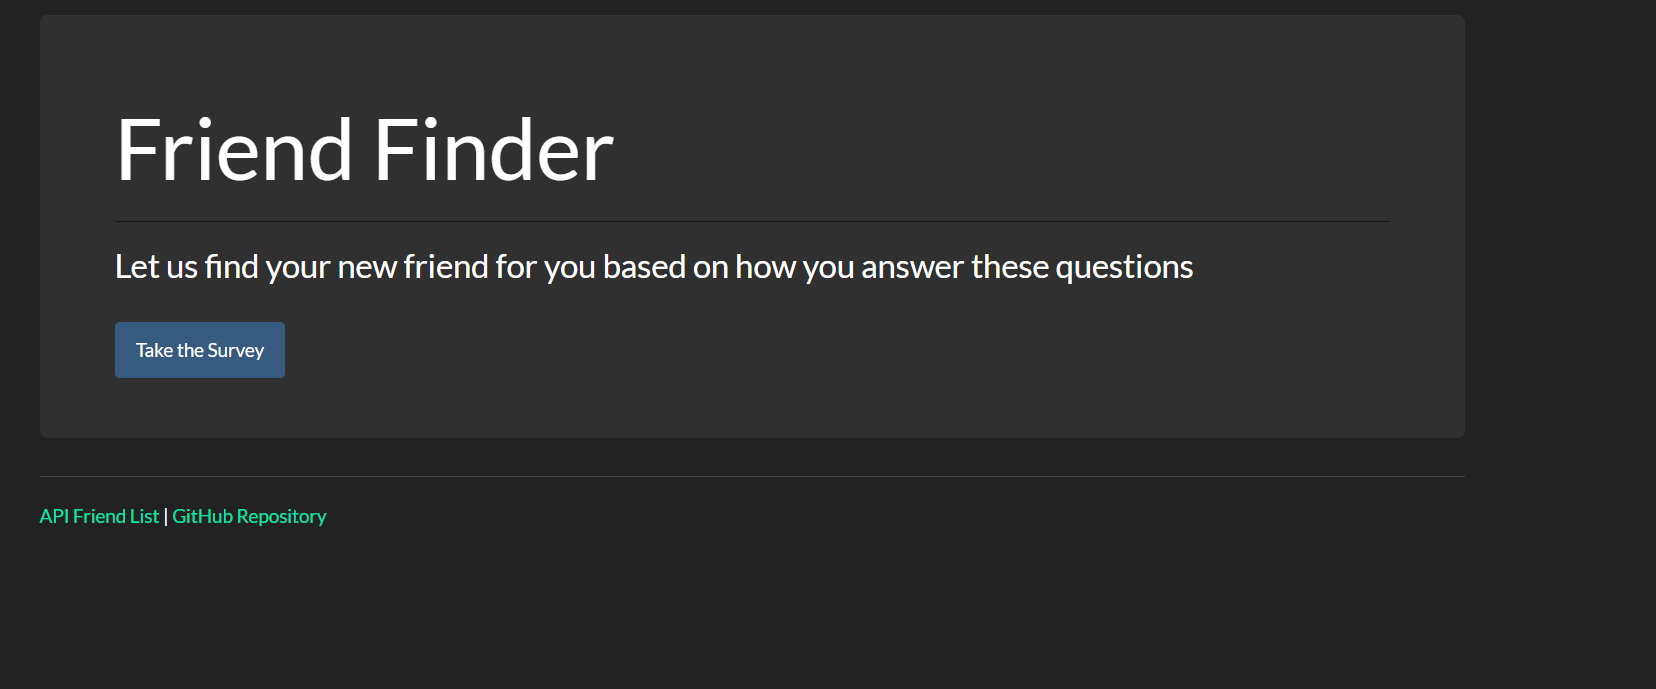 Friend Finder
Let us find your new friend for you based on how you answer these questions
Take the Survey
API Friend List | GitHub Repository